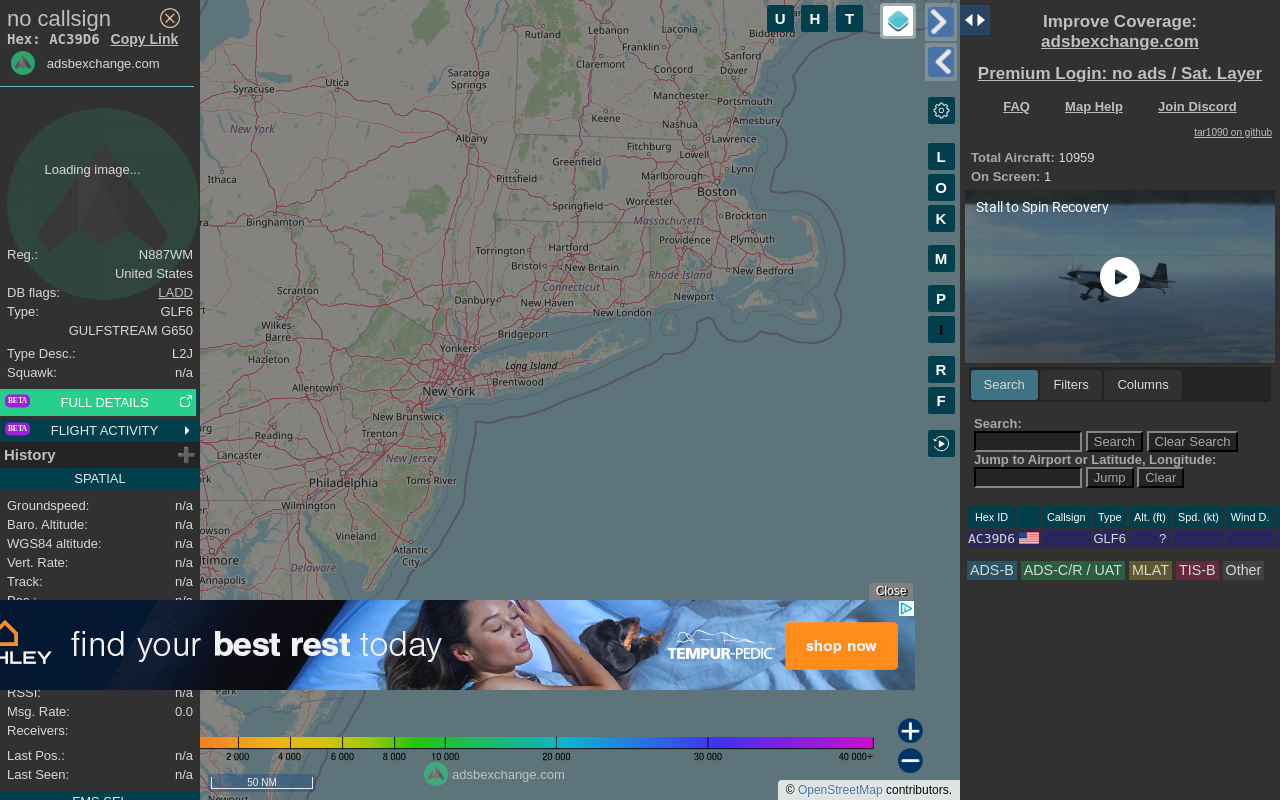 no callsign
Hex: AC39D6 Copy Link
adsbexchange.com
Loading image...
Reg.: N887WM
United States
DB flags: LADD
Type: GLF6
GULFSTREAM G650
Type Desc.: L2J
Squawk: n/a
BETA FULL DETAILS
BETA FLIGHT ACTIVITY
History
SPATIAL
Groundspeed: n/a
Baro. Altitude: n/a
WGS84 altitude: n/a
Vert. Rate: n/a
Track: n/a
Pos.: n/a
RSSI: n/a
Msg. Rate: 0.0
Receivers:
Last Pos.: n/a
Last Seen: n/a
FMS SEL
U H T
L
O
K
M
P
I
R
F
Rutland
Lebanon
Laconia
Biddeford
Franklin
Sanford
Claremont
Concord
Dover
Utica
Saratoga
Springs
Syracuse
Manchester
Portsmouth
Keene
Nashua
Amesbury
New York
Albany
Lawrence
Fitchburg
Lowell
Greenfield
Lynn
Ithaca
Pittsfield
Marlborough
Boston
Worcester
Springfield
Brockton
Binghamton
Massachusetts
Providence
Plymouth
Torrington
Hartford
Bristol
New Britain
Rhode Island
New Bedford
Connecticut
Scranton
Danbury
New Haven
Newport
New London
Wilkes-
Barre
Bridgeport
Yonkers
Hazleton
Long Island
Brentwood
Allentown
New York
New Brunswick
Reading
Trenton
Lancaster
New Jersey
Philadelphia
Toms River
Wilmington
Vineland
Atlantic
City
Delaware
Annapolis
Close
find your best rest today
TEMPUR-PEDIC
shop now
Park
2 000 4 000 6 000 8 000 10 000 20 000 30 000 40 000+
adsbexchange.com
50 NM
Newport
© OpenStreetMap contributors.
Improve Coverage:
adsbexchange.com
Premium Login: no ads / Sat. Layer
FAQ Map Help Join Discord
tar1090 on github
Total Aircraft: 10959
On Screen: 1
Stall to Spin Recovery
Search Filters Columns
Search:
Search Clear Search
Jump to Airport or Latitude, Longitude:
Jump Clear
Hex ID Callsign Type Alt. (ft) Spd. (kt) Wind D.
AC39D6 GLF6 ?
ADS-B ADS-C/R / UAT MLAT TIS-B Other